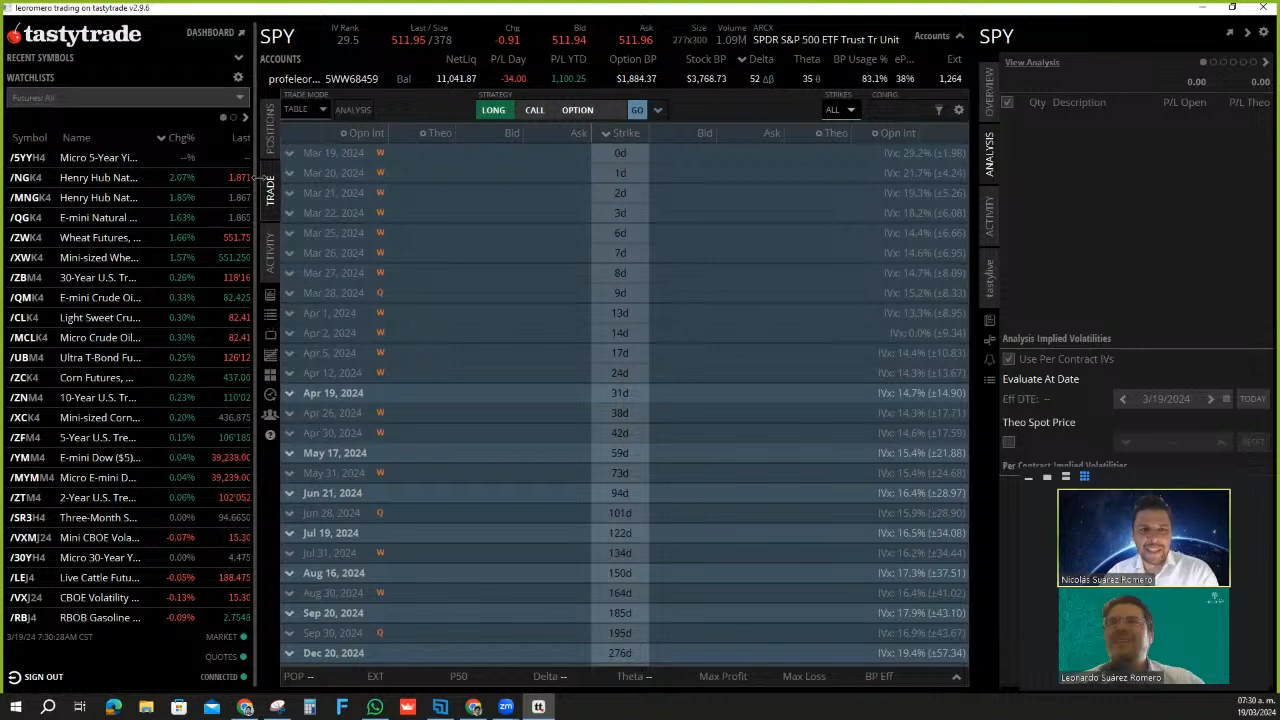 leoromero trading on tastytrade v2.9.6
tastytrade
DASHBOARD
RECENT SYMBOLS
WATCHLISTS
Futures: All
Symbol Name Chg% Last
/5YYH4 Micro 5-Year Yi... --% --
/NGK4 Henry Hub Nat... 2.07% 1.871
/MNGK4 Henry Hub Nat... 1.85% 1.867
/QGK4 E-mini Natural ... 1.63% 1.865
/ZWK4 Wheat Futures, ... 1.66% 551.75
/XWK4 Mini-sized Whe... 1.57% 551.250
/ZBM4 30-Year U.S. Tr... 0.26% 118'16
/QMK4 E-mini Crude Oi... 0.33% 82.425
/CLK4 Light Sweet Cru... 0.30% 82.41
/MCLK4 Micro Crude Oil... 0.30% 82.41
/UBM4 Ultra T-Bond Fu... 0.25% 126'12
/ZCK4 Corn Futures, ... 0.23% 437.00
/ZNM4 10-Year U.S. Tr... 0.23% 110'02
/XCK4 Mini-sized Corn... 0.20% 436.875
/ZFM4 5-Year U.S. Tre... 0.15% 106'185
/YMM4 E-mini Dow ($5)... 0.04% 39,238.00
/MYMM4 Micro E-mini D... 0.04% 39,239.00
/ZTM4 2-Year U.S. Tre... 0.06% 102'052
/SR3H4 Three-Month S... 0.00% 94.6650
/VXMJ24 Mini CBOE Vola... -0.07% 15.30
/30YH4 Micro 30-Year Y... 0.00% 4.475
/LEJ4 Live Cattle Futu... -0.05% 188.475
/VXJ24 CBOE Volatility ... -0.13% 15.30
/RBJ4 RBOB Gasoline ... -0.09% 2.7548
3/19/24 7:30:28AM CST MARKET
QUOTES
SIGN OUT CONNECTED
SPY IV Rank Last / Size Chg Bid Ask Size Volume ARCX Accounts
29.5 511.95 / 378 -0.91 511.94 511.96 277x300 1.09M SPDR S&P 500 ETF Trust Tr Unit
ACCOUNTS NetLiq P/L Day P/L YTD Option BP Stock BP Delta Theta BP Usage % eP... Ext
profeleor... 5WW68459 Bal 11,041.87 -34.00 1,100.25 $1,884.37 $3,768.73 52 Δβ 35 θ 83.1% 38% 1,264
TRADE MODE STRATEGY STRIKES CONFIG.
TABLE ANALYSIS LONG CALL OPTION GO ALL
Opn Int Theo Bid Ask Strike Bid Ask Theo Opn Int
Mar 19, 2024 W 0d IVx: 29.2% (±1.98)
Mar 20, 2024 W 1d IVx: 21.7% (±4.24)
Mar 21, 2024 W 2d IVx: 19.3% (±5.26)
Mar 22, 2024 W 3d IVx: 18.2% (±6.08)
Mar 25, 2024 W 6d IVx: 14.4% (±6.66)
Mar 26, 2024 W 7d IVx: 14.6% (±6.95)
Mar 27, 2024 W 8d IVx: 14.7% (±8.09)
Mar 28, 2024 Q 9d IVx: 15.2% (±8.33)
Apr 1, 2024 W 13d IVx: 13.3% (±8.95)
Apr 2, 2024 W 14d IVx: 0.0% (±9.34)
Apr 5, 2024 W 17d IVx: 14.4% (±10.83)
Apr 12, 2024 W 24d IVx: 14.3% (±13.67)
Apr 19, 2024 31d IVx: 14.7% (±14.90)
Apr 26, 2024 W 38d IVx: 14.3% (±17.71)
Apr 30, 2024 W 42d IVx: 14.6% (±17.59)
May 17, 2024 59d IVx: 15.4% (±21.88)
May 31, 2024 W 73d IVx: 15.4% (±24.68)
Jun 21, 2024 94d IVx: 16.4% (±28.97)
Jun 28, 2024 Q 101d IVx: 15.9% (±28.90)
Jul 19, 2024 122d IVx: 16.5% (±34.08)
Jul 31, 2024 W 134d IVx: 16.2% (±34.44)
Aug 16, 2024 150d IVx: 17.3% (±37.51)
Aug 30, 2024 W 164d IVx: 16.4% (±41.02)
Sep 20, 2024 185d IVx: 17.9% (±43.10)
Sep 30, 2024 Q 195d IVx: 16.9% (±43.67)
Dec 20, 2024 276d IVx: 19.4% (±57.34)
POP -- EXT P50 Delta -- Theta -- Max Profit Max Loss BP Eff
POSITIONS
TRADE
ACTIVITY
SPY
OVERVIEW
ANALYSIS
ACTIVITY
tastylive
View Analysis
0.00 0.00
Qty Description P/L Open P/L Theo
Analysis Implied Volatilities
Use Per Contract IVs
Evaluate At Date
Eff DTE: -- 3/19/2024 TODAY
Theo Spot Price
-- RESET
Per Contract Implied Volatilities
Nicolás Suárez Romero
Leonardo Suárez Romero
zm
tt
07:30 a. m.
19/03/2024